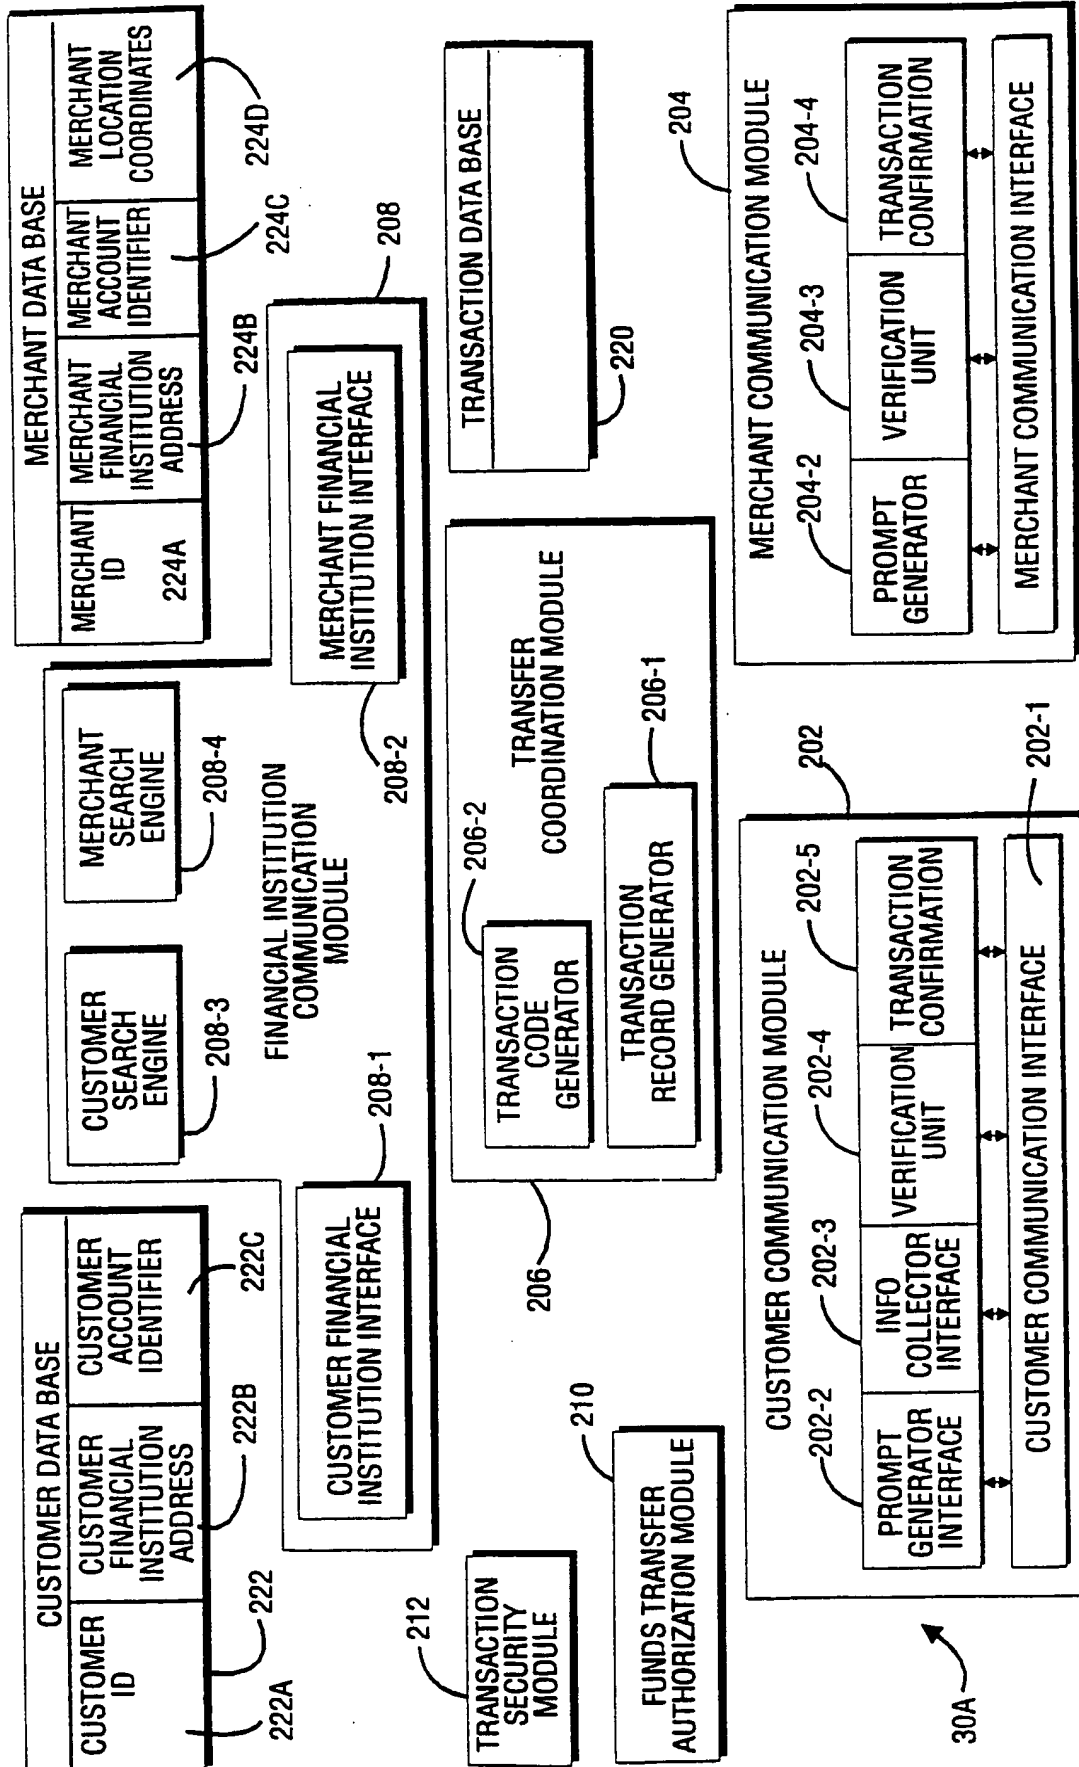 CUSTOMER DATA BASE
CUSTOMER
ID
222A
CUSTOMER
FINANCIAL
INSTITUTION
ADDRESS
222B
CUSTOMER
ACCOUNT
IDENTIFIER
222C
222
CUSTOMER
SEARCH
ENGINE
208-3
MERCHANT
SEARCH
ENGINE
208-4
FINANCIAL INSTITUTION
COMMUNICATION
MODULE
CUSTOMER FINANCIAL
INSTITUTION INTERFACE
208-1
MERCHANT FINANCIAL
INSTITUTION INTERFACE
208-2
208
MERCHANT DATA BASE
MERCHANT
ID
224A
MERCHANT
FINANCIAL
INSTITUTION
ADDRESS
224B
MERCHANT
ACCOUNT
IDENTIFIER
224C
MERCHANT
LOCATION
COORDINATES
224D
212
TRANSACTION
SECURITY
MODULE
210
FUNDS TRANSFER
AUTHORIZATION MODULE
206
TRANSACTION
CODE
GENERATOR
206-2
TRANSFER
COORDINATION MODULE
TRANSACTION
RECORD GENERATOR
206-1
TRANSACTION DATA BASE
220
30A
CUSTOMER COMMUNICATION MODULE
202
202-2
202-3
202-4
202-5
PROMPT
GENERATOR
INTERFACE
INFO
COLLECTOR
INTERFACE
VERIFICATION
UNIT
TRANSACTION
CONFIRMATION
CUSTOMER COMMUNICATION INTERFACE
202-1
MERCHANT COMMUNICATION MODULE
204
204-2
204-3
204-4
PROMPT
GENERATOR
VERIFICATION
UNIT
TRANSACTION
CONFIRMATION
MERCHANT COMMUNICATION INTERFACE